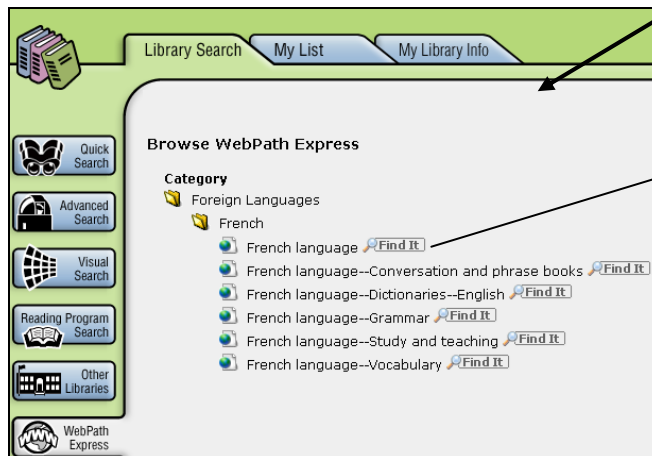 Library Search My List My Library Info
Browse WebPath Express
Category
Foreign Languages
French
French language Find It
French language--Conversation and phrase books Find It
French language--Dictionaries--English Find It
French language--Grammar Find It
French language--Study and teaching Find It
French language--Vocabulary Find It
Quick
Search
Advanced
Search
Visual
Search
Reading Program
Search
Other
Libraries
WWW
WebPath
Express